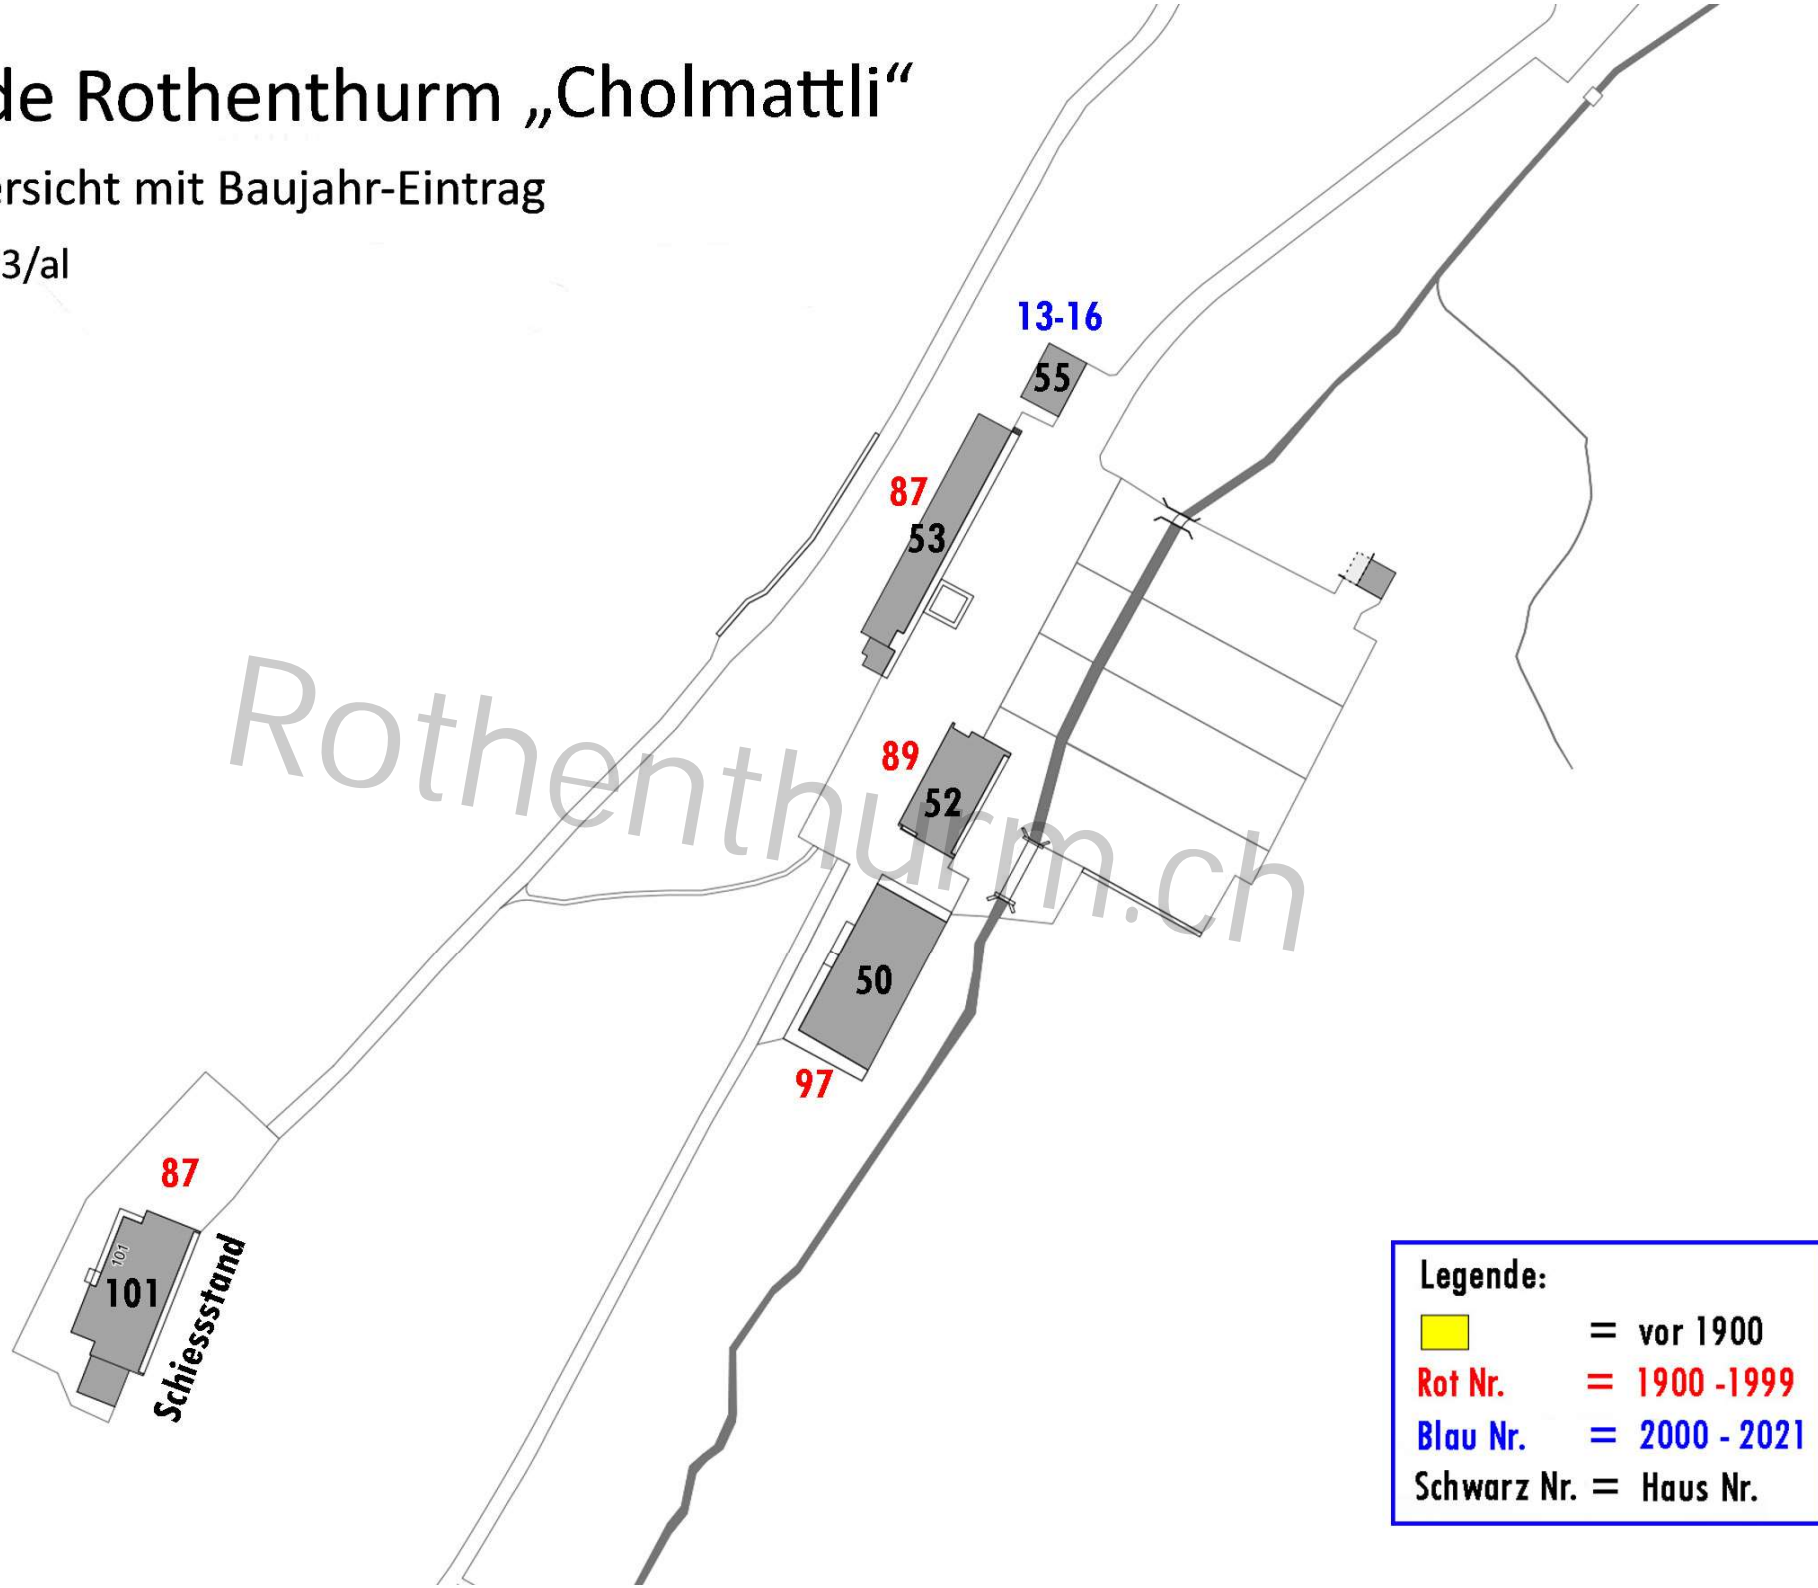 de Rothenthurm „Cholmattli“
ersicht mit Baujahr-Eintrag
3/al
13-16
55
87
53
89
52
Rothenthurm.ch
50
97
87
101
101
Schiessstand
Legende:
= vor 1900
Rot Nr. = 1900 -1999
Blau Nr. = 2000 - 2021
Schwarz Nr. = Haus Nr.